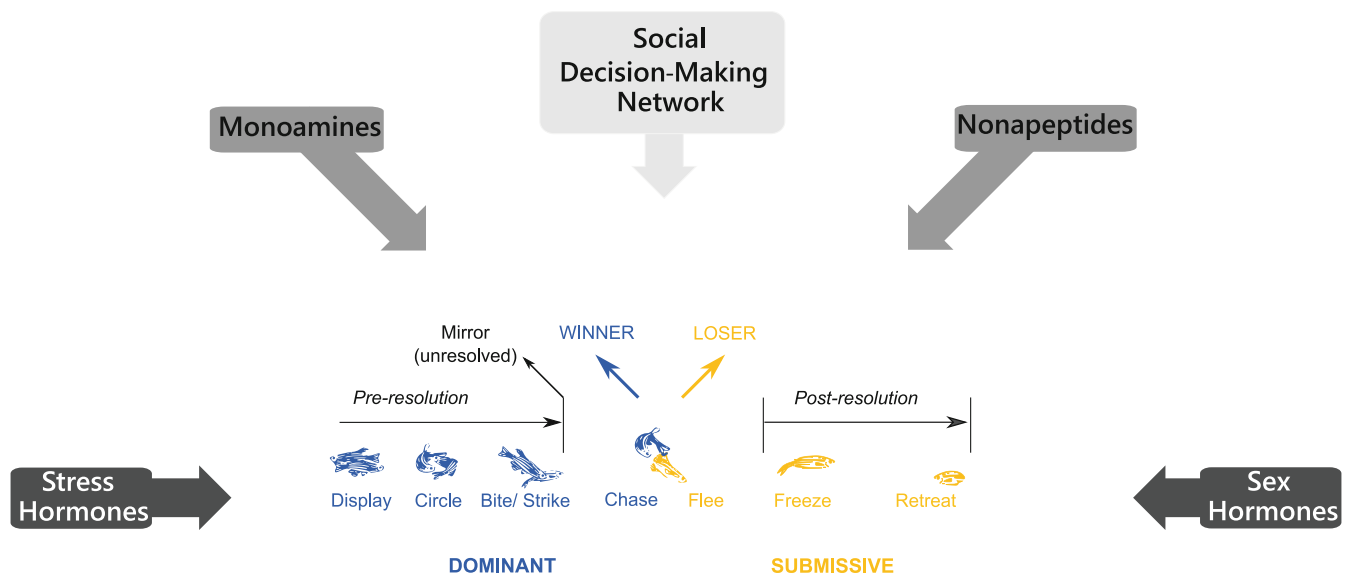 Social
Decision-Making
Network
Monoamines
Nonapeptides
Mirror
(unresolved)
WINNER
LOSER
Pre-resolution
Post-resolution
Stress
Hormones
Display
Circle
Bite/ Strike
Chase
Flee
Freeze
Retreat
Sex
Hormones
DOMINANT
SUBMISSIVE